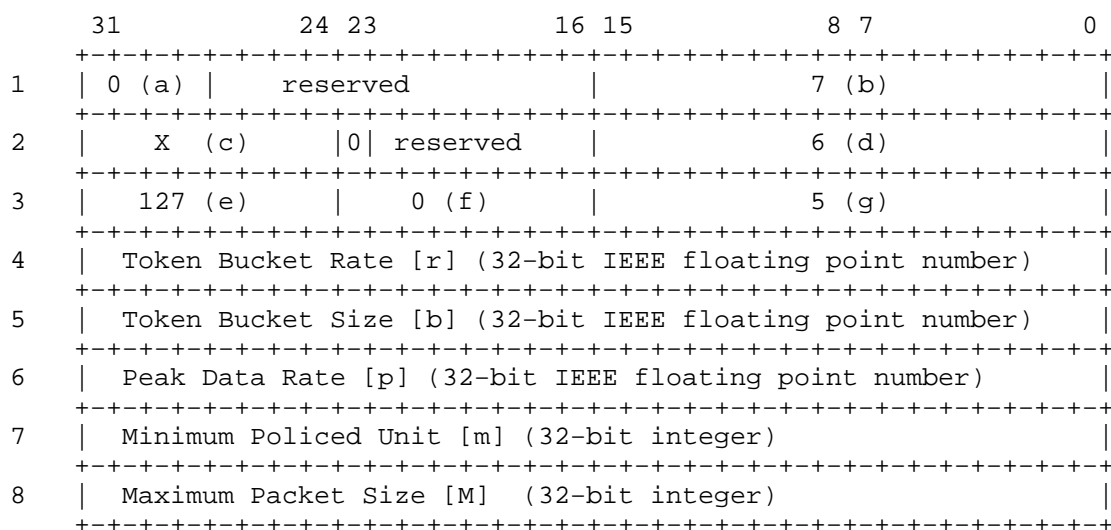 31 24 23 16 15 8 7 0
+-+-+-+-+-+-+-+-+-+-+-+-+-+-+-+-+-+-+-+-+-+-+-+-+-+-+-+-+-+-+-+-+
1 | 0 (a) | reserved | 7 (b) |
+-+-+-+-+-+-+-+-+-+-+-+-+-+-+-+-+-+-+-+-+-+-+-+-+-+-+-+-+-+-+-+-+
2 | X (c) |0| reserved | 6 (d) |
+-+-+-+-+-+-+-+-+-+-+-+-+-+-+-+-+-+-+-+-+-+-+-+-+-+-+-+-+-+-+-+-+
3 | 127 (e) | 0 (f) | 5 (g) |
+-+-+-+-+-+-+-+-+-+-+-+-+-+-+-+-+-+-+-+-+-+-+-+-+-+-+-+-+-+-+-+-+
4 | Token Bucket Rate [r] (32-bit IEEE floating point number) |
+-+-+-+-+-+-+-+-+-+-+-+-+-+-+-+-+-+-+-+-+-+-+-+-+-+-+-+-+-+-+-+-+
5 | Token Bucket Size [b] (32-bit IEEE floating point number) |
+-+-+-+-+-+-+-+-+-+-+-+-+-+-+-+-+-+-+-+-+-+-+-+-+-+-+-+-+-+-+-+-+
6 | Peak Data Rate [p] (32-bit IEEE floating point number) |
+-+-+-+-+-+-+-+-+-+-+-+-+-+-+-+-+-+-+-+-+-+-+-+-+-+-+-+-+-+-+-+-+
7 | Minimum Policed Unit [m] (32-bit integer) |
+-+-+-+-+-+-+-+-+-+-+-+-+-+-+-+-+-+-+-+-+-+-+-+-+-+-+-+-+-+-+-+-+
8 | Maximum Packet Size [M] (32-bit integer) |
+-+-+-+-+-+-+-+-+-+-+-+-+-+-+-+-+-+-+-+-+-+-+-+-+-+-+-+-+-+-+-+-+